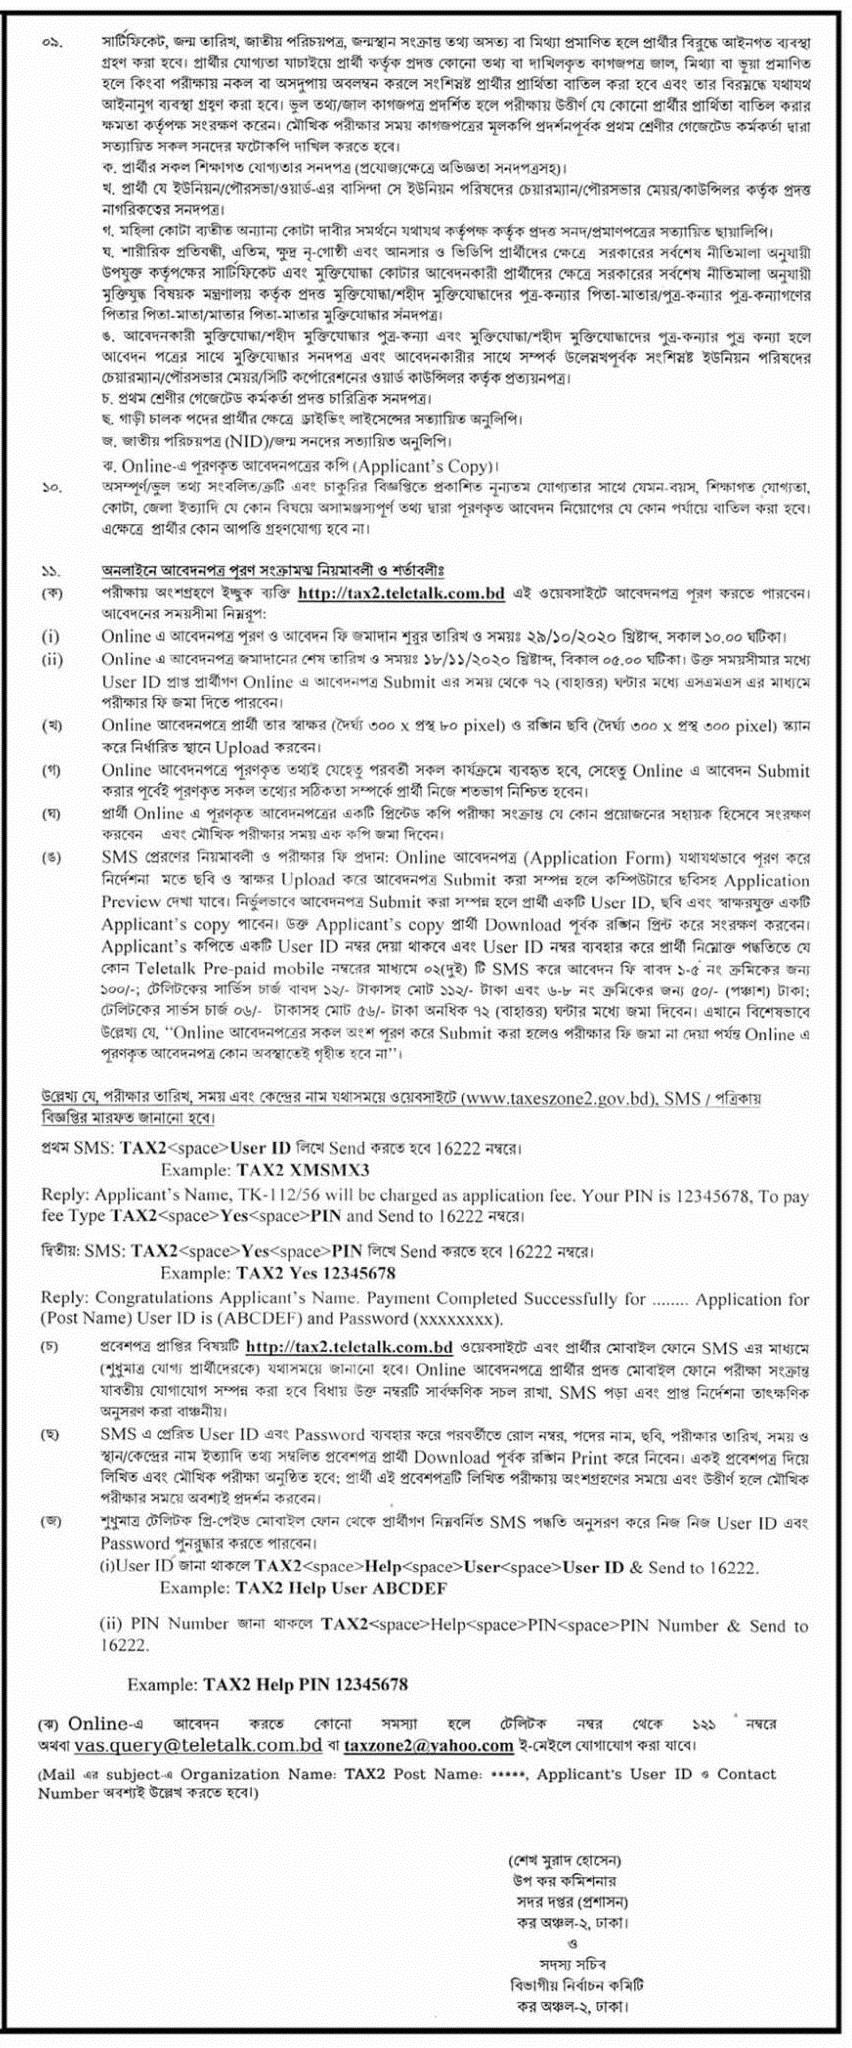 ০৯. সার্টিফিকেট, জন্ম তারিখ, জাতীয় পরিচয়পত্র, জন্মস্থান সংক্রান্ত তথ্য অসত্য বা মিথ্যা প্রমাণিত হলে প্রার্থীর বিরুদ্ধে আইনগত ব্যবস্থা
গ্রহণ করা হবে। প্রার্থীর যোগ্যতা যাচাইয়ে প্রার্থী কর্তৃক প্রদত্ত কোনো তথ্য বা দাখিলকৃত কাগজপত্র জাল, মিথ্যা বা ভূয়া প্রমাণিত
হলে কিংবা পরীক্ষায় নকল বা অসদুপায় অবলম্বন করলে সংশিস্নষ্ট প্রার্থীর প্রার্থিতা বাতিল করা হবে এবং তার বিরম্নদ্ধে যথাযথ
আইনানুগ ব্যবস্থা গ্রহণ করা হবে। ভুল তথ্য/জাল কাগজপত্র প্রদর্শিত হলে পরীক্ষায় উত্তীর্ণ যে কোনো প্রার্থীর প্রার্থিতা বাতিল করার
ক্ষমতা কর্তৃপক্ষ সংরক্ষণ করেন। মৌখিক পরীক্ষার সময় কাগজপত্রের মূলকপি প্রদর্শনপূর্বক প্রথম শ্রেণীর গেজেটেড কর্মকর্তা দ্বারা
সত্যায়িত সকল সনদের ফটোকপি দাখিল করতে হবে।
ক. প্রার্থীর সকল শিক্ষাগত যোগ্যতার সনদপত্র (প্রযোজ্যক্ষেত্রে অভিজ্ঞতা সনদপত্রসহ)।
খ. প্রার্থী যে ইউনিয়ন/পৌরসভা/ওয়ার্ড-এর বাসিন্দা সে ইউনিয়ন পরিষদের চেয়ারম্যান/পৌরসভার মেয়র/কাউন্সিলর কর্তৃক প্রদত্ত
নাগরিকত্বের সনদপত্র।
গ. মহিলা কোটা ব্যতীত অন্যান্য কোটা দাবীর সমর্থনে যথাযথ কর্তৃপক্ষ কর্তৃক প্রদত্ত সনদ/প্রমাণপত্রের সত্যায়িত ছায়ালিপি।
ঘ. শারীরিক প্রতিবন্ধী, এতিম, ক্ষুদ্র নৃ-গোষ্ঠী এবং আনসার ও ভিডিপি প্রার্থীদের ক্ষেত্রে সরকারের সর্বশেষ নীতিমালা অনুযায়ী
উপযুক্ত কর্তৃপক্ষের সার্টিফিকেট এবং মুক্তিযোদ্ধা কোটার আবেদনকারী প্রার্থীদের ক্ষেত্রে সরকারের সর্বশেষ নীতিমালা অনুযায়ী
মুক্তিযুদ্ধ বিষয়ক মন্ত্রণালয় কর্তৃক প্রদত্ত মুক্তিযোদ্ধা/শহীদ মুক্তিযোদ্ধাদের পুত্র-কন্যার পিতা-মাতার/পুত্র-কন্যার পুত্র-কন্যাগণের
পিতার পিতা-মাতা/মাতার পিতা-মাতার মুক্তিযোদ্ধার সনদপত্র।
ঙ. আবেদনকারী মুক্তিযোদ্ধা/শহীদ মুক্তিযোদ্ধার পুত্র-কন্যা এবং মুক্তিযোদ্ধা/শহীদ মুক্তিযোদ্ধাদের পুত্র-কন্যার পুত্র কন্যা হলে
আবেদন পত্রের সাথে মুক্তিযোদ্ধার সনদপত্র এবং আবেদনকারীর সাথে সম্পর্ক উলেস্নখপূর্বক সংশিস্নষ্ট ইউনিয়ন পরিষদের
চেয়ারম্যান/পৌরসভার মেয়র/সিটি কর্পোরেশনের ওয়ার্ড কাউন্সিলর কর্তৃক প্রত্যয়নপত্র।
চ. প্রথম শ্রেণীর গেজেটেড কর্মকর্তা প্রদত্ত চারিত্রিক সনদপত্র।
ছ. গাড়ী চালক পদের প্রার্থীর ক্ষেত্রে ড্রাইভিং লাইসেন্সের সত্যায়িত অনুলিপি।
জ. জাতীয় পরিচয়পত্র (NID)/জন্ম সনদের সত্যায়িত অনুলিপি।
ঝ. Online-এ পূরণকৃত আবেদনপত্রের কপি (Applicant's Copy)।
১০. অসম্পূর্ণ/ভুল তথ্য সংবলিত/ত্রুটি এবং চাকুরির বিজ্ঞপ্তিতে প্রকাশিত নূন্যতম যোগ্যতার সাথে যেমন-বয়স, শিক্ষাগত যোগ্যতা,
কোটা, জেলা ইত্যাদি যে কোন বিষয়ে অসামঞ্জস্যপূর্ণ তথ্য দ্বারা পূরণকৃত আবেদন নিয়োগের যে কোন পর্যায়ে বাতিল করা হবে।
এক্ষেত্রে প্রার্থীর কোন আপত্তি গ্রহণযোগ্য হবে না।
১১. অনলাইনে আবেদনপত্র পূরণ সংক্রামত্ম নিয়মাবলী ও শর্তাবলীঃ
(ক) পরীক্ষায় অংশগ্রহণে ইচ্ছুক ব্যক্তি http://tax2.teletalk.com.bd এই ওয়েবসাইটে আবেদনপত্র পূরণ করতে পারবেন।
আবেদনের সময়সীমা নিম্নরূপ:
(i) Online এ আবেদনপত্র পূরণ ও আবেদন ফি জমাদান শুরুর তারিখ ও সময়ঃ ২৯/১০/২০২০ খ্রিষ্টাব্দ, সকাল ১০.০০ ঘটিকা।
(ii) Online এ আবেদনপত্র জমাদানের শেষ তারিখ ও সময়ঃ ১৮/১১/২০২০ খ্রিষ্টাব্দ, বিকাল ০৫.০০ ঘটিকা। উক্ত সময়সীমার মধ্যে
User ID প্রাপ্ত প্রার্থীগণ Online এ আবেদনপত্র Submit এর সময় থেকে ৭২ (বাহাত্তর) ঘন্টার মধ্যে এসএমএস এর মাধ্যমে
পরীক্ষার ফি জমা দিতে পারবেন।
(খ) Online আবেদনপত্রে প্রার্থী তার স্বাক্ষর (দৈর্ঘ্য ৩০০ x প্রস্থ ৮০ pixel) ও রঙ্গিন ছবি (দৈর্ঘ্য ৩০০ x প্রস্থ ৩০০ pixel) স্ক্যান
করে নির্ধারিত স্থানে Upload করবেন।
(গ) Online আবেদনপত্রে পূরণকৃত তথ্যই যেহেতু পরবর্তী সকল কার্যক্রমে ব্যবহৃত হবে, সেহেতু Online এ আবেদন Submit
করার পূর্বেই পূরণকৃত সকল তথ্যের সঠিকতা সম্পর্কে প্রার্থী নিজে শতভাগ নিশ্চিত হবেন।
(ঘ) প্রার্থী Online এ পূরণকৃত আবেদনপত্রের একটি প্রিন্টেড কপি পরীক্ষা সংক্রান্ত যে কোন প্রয়োজনের সহায়ক হিসেবে সংরক্ষণ
করবেন এবং মৌখিক পরীক্ষার সময় এক কপি জমা দিবেন।
(ঙ) SMS প্রেরণের নিয়মাবলী ও পরীক্ষার ফি প্রদান: Online আবেদনপত্র (Application Form) যথাযথভাবে পূরণ করে
নির্দেশনা মতে ছবি ও স্বাক্ষর Upload করে আবেদনপত্র Submit করা সম্পন্ন হলে কম্পিউটারে ছবিসহ Application
Preview দেখা যাবে। নির্ভুলভাবে আবেদনপত্র Submit করা সম্পন্ন হলে প্রার্থী একটি User ID, ছবি এবং স্বাক্ষরযুক্ত একটি
Applicant's copy পাবেন। উক্ত Applicant's copy প্রার্থী Download পূর্বক রঙ্গিন প্রিন্ট করে সংরক্ষণ করবেন।
Applicant's কপিতে একটি User ID নম্বর দেয়া থাকবে এবং User ID নম্বর ব্যবহার করে প্রার্থী নিম্নোক্ত পদ্ধতিতে যে
কোন Teletalk Pre-paid mobile নম্বরের মাধ্যমে ০২(দুই) টি SMS করে আবেদন ফি বাবদ ১-৫ নং ক্রমিকের জন্য
১০০/-; টেলিটকের সার্ভিস চার্জ বাবদ ১২/- টাকাসহ মোট ১১২/- টাকা এবং ৬-৮ নং ক্রমিকের জন্য ৫০/- (পঞ্চাশ) টাকা;
টেলিটকের সার্ভিস চার্জ ০৬/- টাকাসহ মোট ৫৬/- টাকা অনধিক ৭২ (বাহাত্তর) ঘন্টার মধ্যে জমা দিবেন। এখানে বিশেষভাবে
উল্লেখ্য যে, "Online আবেদনপত্রের সকল অংশ পূরণ করে Submit করা হলেও পরীক্ষার ফি জমা না দেয়া পর্যন্ত Online এ
পূরণকৃত আবেদনপত্র কোন অবস্থাতেই গৃহীত হবে না"।
উল্লেখ্য যে, পরীক্ষার তারিখ, সময় এবং কেন্দ্রের নাম যথাসময়ে ওয়েবসাইটে (www.taxeszone2.gov.bd), SMS / পত্রিকায়
বিজ্ঞপ্তির মারফত জানানো হবে।
প্রথম SMS: TAX2<space>User ID লিখে Send করতে হবে 16222 নম্বরে।
Example: TAX2 XMSMX3
Reply: Applicant's Name, TK-112/56 will be charged as application fee. Your PIN is 12345678, To pay
fee Type TAX2<space>Yes<space>PIN and Send to 16222 নম্বরে।
দ্বিতীয়: SMS: TAX2<space>Yes<space>PIN লিখে Send করতে হবে 16222 নম্বরে।
Example: TAX2 Yes 12345678
Reply: Congratulations Applicant's Name. Payment Completed Successfully for ........ Application for
(Post Name) User ID is (ABCDEF) and Password (xxxxxxxx).
(চ) প্রবেশপত্র প্রাপ্তির বিষয়টি http://tax2.teletalk.com.bd ওয়েবসাইটে এবং প্রার্থীর মোবাইল ফোনে SMS এর মাধ্যমে
(শুধুমাত্র যোগ্য প্রার্থীদেরকে) যথাসময়ে জানানো হবে। Online আবেদনপত্রে প্রার্থীর প্রদত্ত মোবাইল ফোনে পরীক্ষা সংক্রান্ত
যাবতীয় যোগাযোগ সম্পন্ন করা হবে বিধায় উক্ত নম্বরটি সার্বক্ষণিক সচল রাখা, SMS পড়া এবং প্রাপ্ত নির্দেশনা তাৎক্ষণিক
অনুসরণ করা বাঞ্চনীয়।
(ছ) SMS এ প্রেরিত User ID এবং Password ব্যবহার করে পরবর্তীতে রোল নম্বর, পদের নাম, ছবি, পরীক্ষার তারিখ, সময় ও
স্থান/কেন্দ্রের নাম ইত্যাদি তথ্য সম্বলিত প্রবেশপত্র প্রার্থী Download পূর্বক রঙ্গিন Print করে নিবেন। একই প্রবেশপত্র দিয়ে
লিখিত এবং মৌখিক পরীক্ষা অনুষ্ঠিত হবে; প্রার্থী এই প্রবেশপত্রটি লিখিত পরীক্ষায় অংশগ্রহণের সময়ে এবং উত্তীর্ণ হলে মৌখিক
পরীক্ষার সময়ে অবশ্যই প্রদর্শন করবেন।
(জ) শুধুমাত্র টেলিটক প্রি-পেইড মোবাইল ফোন থেকে প্রার্থীগণ নিম্নবর্নিত SMS পদ্ধতি অনুসরণ করে নিজ নিজ User ID এবং
Password পুনরুদ্ধার করতে পারবেন।
(i)User ID জানা থাকলে TAX2<space>Help<space>User<space>User ID & Send to 16222.
Example: TAX2 Help User ABCDEF
(ii) PIN Number জানা থাকলে TAX2<space>Help<space>PIN<space>PIN Number & Send to
16222.
Example: TAX2 Help PIN 12345678
(ঝ) Online-এ আবেদন করতে কোনো সমস্যা হলে টেলিটক নম্বর থেকে ১২১ নম্বরে
অথবা vas.query@teletalk.com.bd বা taxzone2@yahoo.com ই-মেইলে যোগাযোগ করা যাবে।
(Mail এর subject-এ Organization Name: TAX2 Post Name: *****, Applicant's User ID ও Contact
Number অবশ্যই উল্লেখ করতে হবে।)
(শেখ মুরাদ হোসেন)
উপ কর কমিশনার
সদর দপ্তর (প্রশাসন)
কর অঞ্চল-২, ঢাকা।
ও
সদস্য সচিব
বিভাগীয় নির্বাচন কমিটি
কর অঞ্চল-২, ঢাকা।